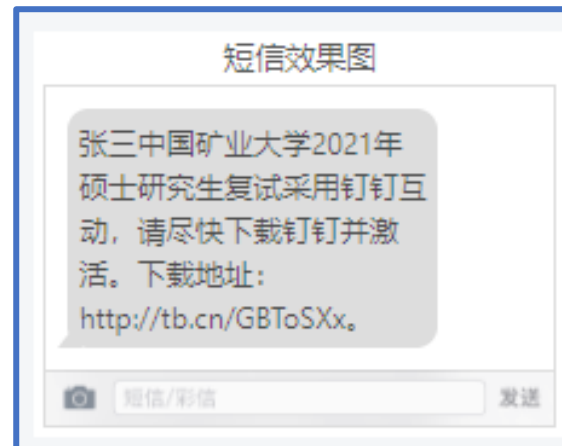 短信效果图
张三中国矿业大学2021年
硕士研究生复试采用钉钉互
动，请尽快下载钉钉并激
活。下载地址：
http://tb.cn/GBToSXx。
短信/彩信
发送